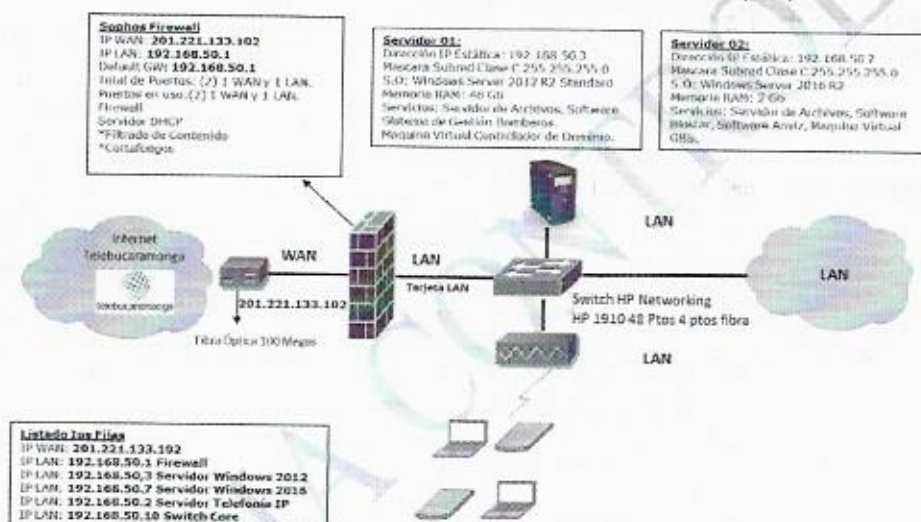 Sophos Firewall
IP WAN: 201.221.133.102
IP LAN: 192.168.50.1
Default GW: 192.168.50.1
Total de Puertos: (2) 1 WAN y 1 LAN.
Puertos en uso.(2) 1 WAN y 1 LAN.
Firewall
Servidor DHCP
*Filtrado de Contenido
*Cortafuegos
Servidor 01:
Dirección IP Estática: 192.168.50.3
Mascara Subred Clase C 255.255.255.0
S.O: Windows Server 2012 R2 Standard
Memoria RAM: 48 Gb
Servicios: Servidor de Archivos, Software
Sistema de Gestión Bomberos.
Maquina Virtual Controlador de Dominio.
Servidor 02:
Dirección IP Estática: 192.168.50.7
Mascara Subred Clase C 255.255.255.0
S.O: Windows Server 2016 R2
Memoria RAM: 2 Gb
Servicios: Servidor de Archivos, Software
Software Anviz, Maquina Virtual
Internet
Telebucaramanga
telebucaramanga
WAN
201.221.133.102
Fibra Óptica 100 Megas
LAN
Tarjeta LAN
LAN
Switch HP Networking
HP 1910 48 Ptos 4 ptos fibra
LAN
LAN
Listado Ips Fijas
IP WAN: 201.221.133.102
IP LAN: 192.168.50.1 Firewall
IP LAN: 192.168.50.3 Servidor Windows 2012
IP LAN: 192.168.50.7 Servidor Windows 2016
IP LAN: 192.168.50.2 Servidor Telefonia IP
IP LAN: 192.168.50.10 Switch Core